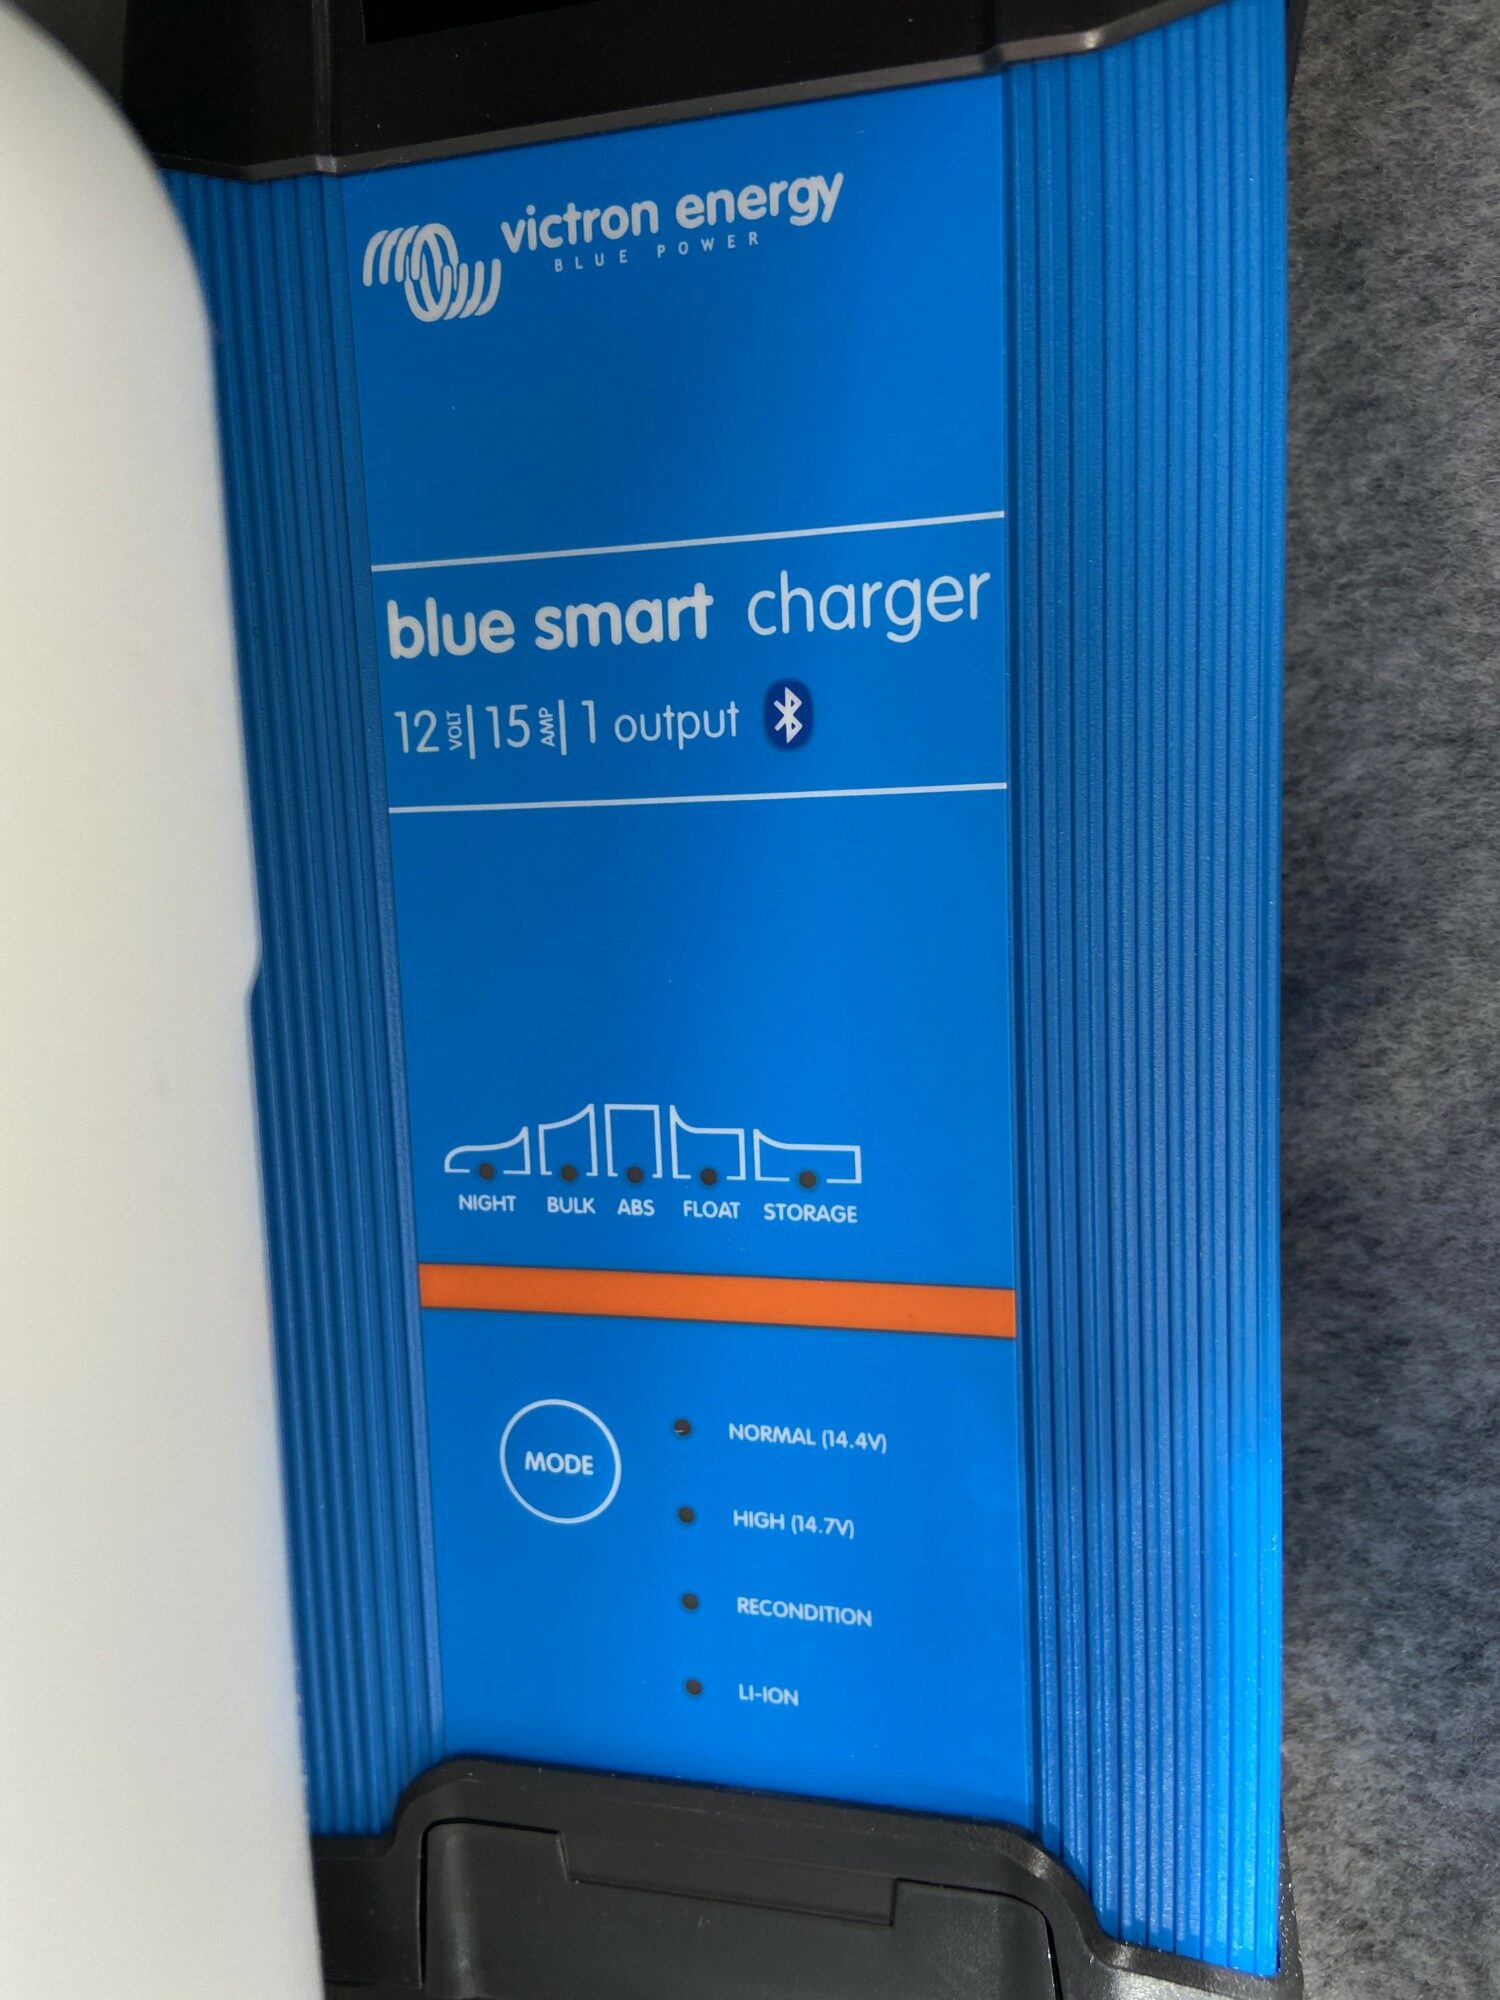 victron energy
BLUE POWER
blue smart charger
12 VOLT | 15 AMP | 1 output
NIGHT BULK ABS FLOAT STORAGE
MODE
NORMAL (14.4V)
HIGH (14.7V)
RECONDITION
LI-ION